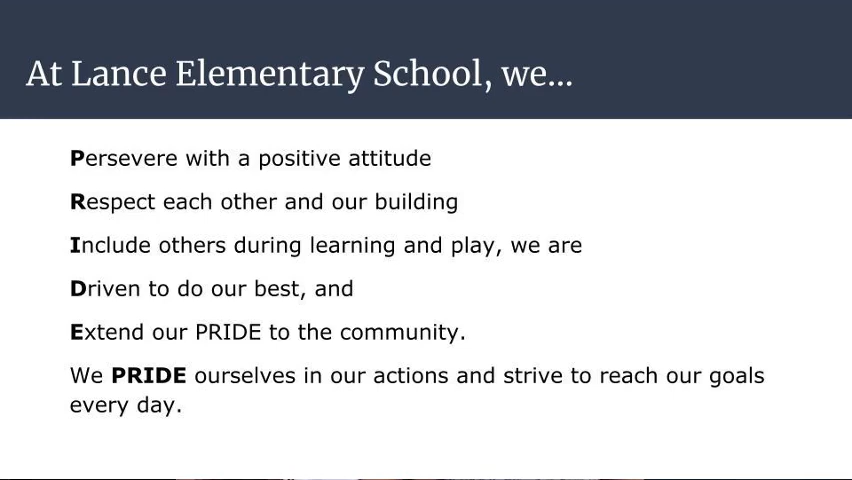 At Lance Elementary School, we...
Persevere with a positive attitude
Respect each other and our building
Include others during learning and play, we are
Driven to do our best, and
Extend our PRIDE to the community.
We PRIDE ourselves in our actions and strive to reach our goals
every day.